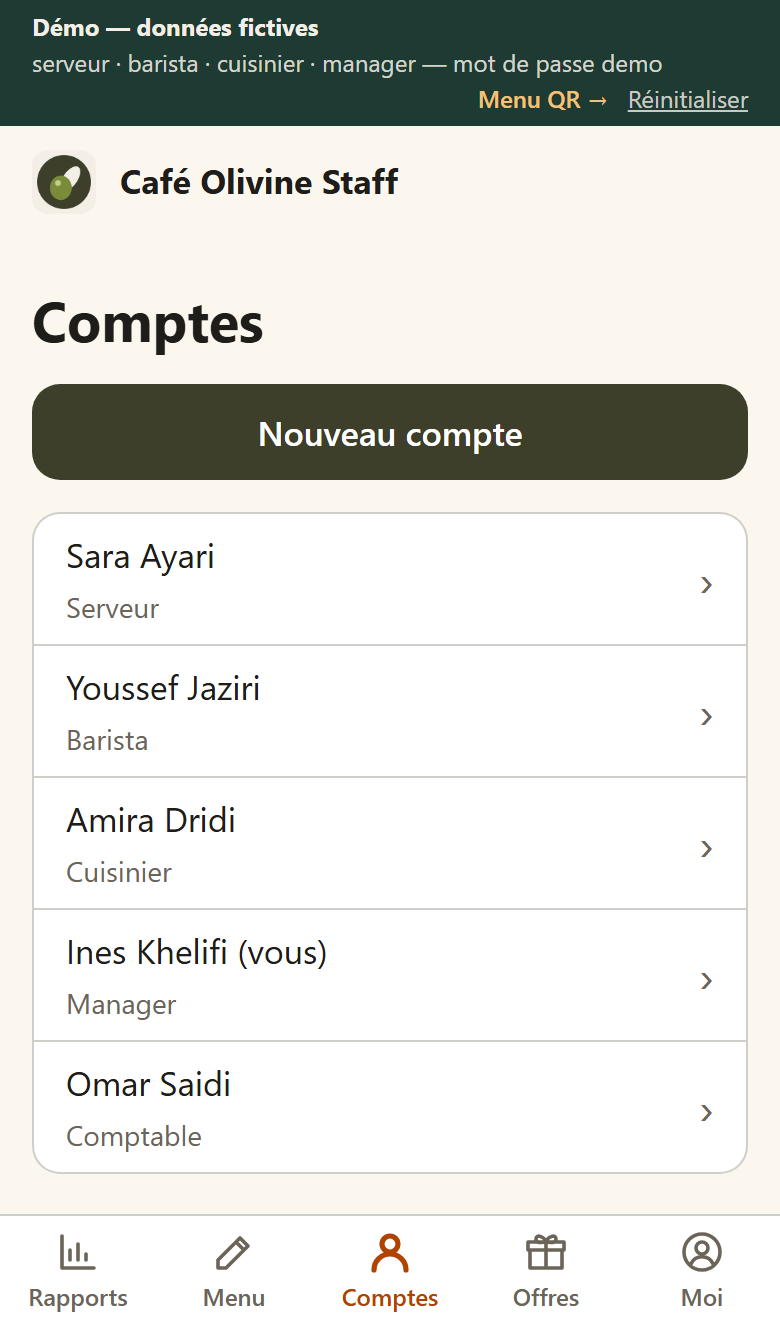 Démo — données fictives
serveur · barista · cuisinier · manager — mot de passe demo
Menu QR → Réinitialiser
Café Olivine Staff
Comptes
Nouveau compte
Sara Ayari
Serveur
Youssef Jaziri
Barista
Amira Dridi
Cuisinier
Ines Khelifi (vous)
Manager
Omar Saidi
Comptable
Rapports Menu Comptes Offres Moi